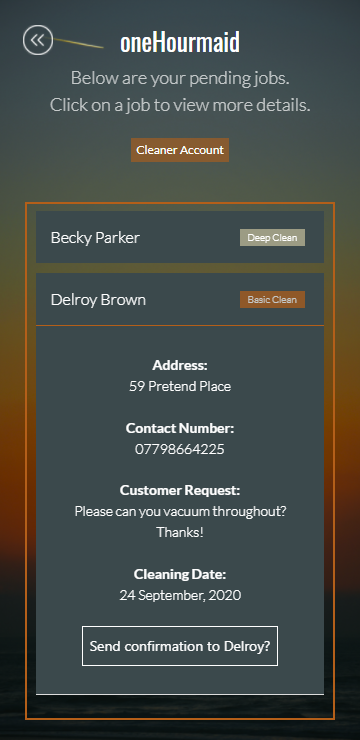 oneHourmaid
Below are your pending jobs.
Click on a job to view more details.
Cleaner Account
Becky Parker
Deep Clean
Delroy Brown
Basic Clean
Address:
59 Pretend Place
Contact Number:
07798664225
Customer Request:
Please can you vacuum throughout?
Thanks!
Cleaning Date:
24 September, 2020
Send confirmation to Delroy?